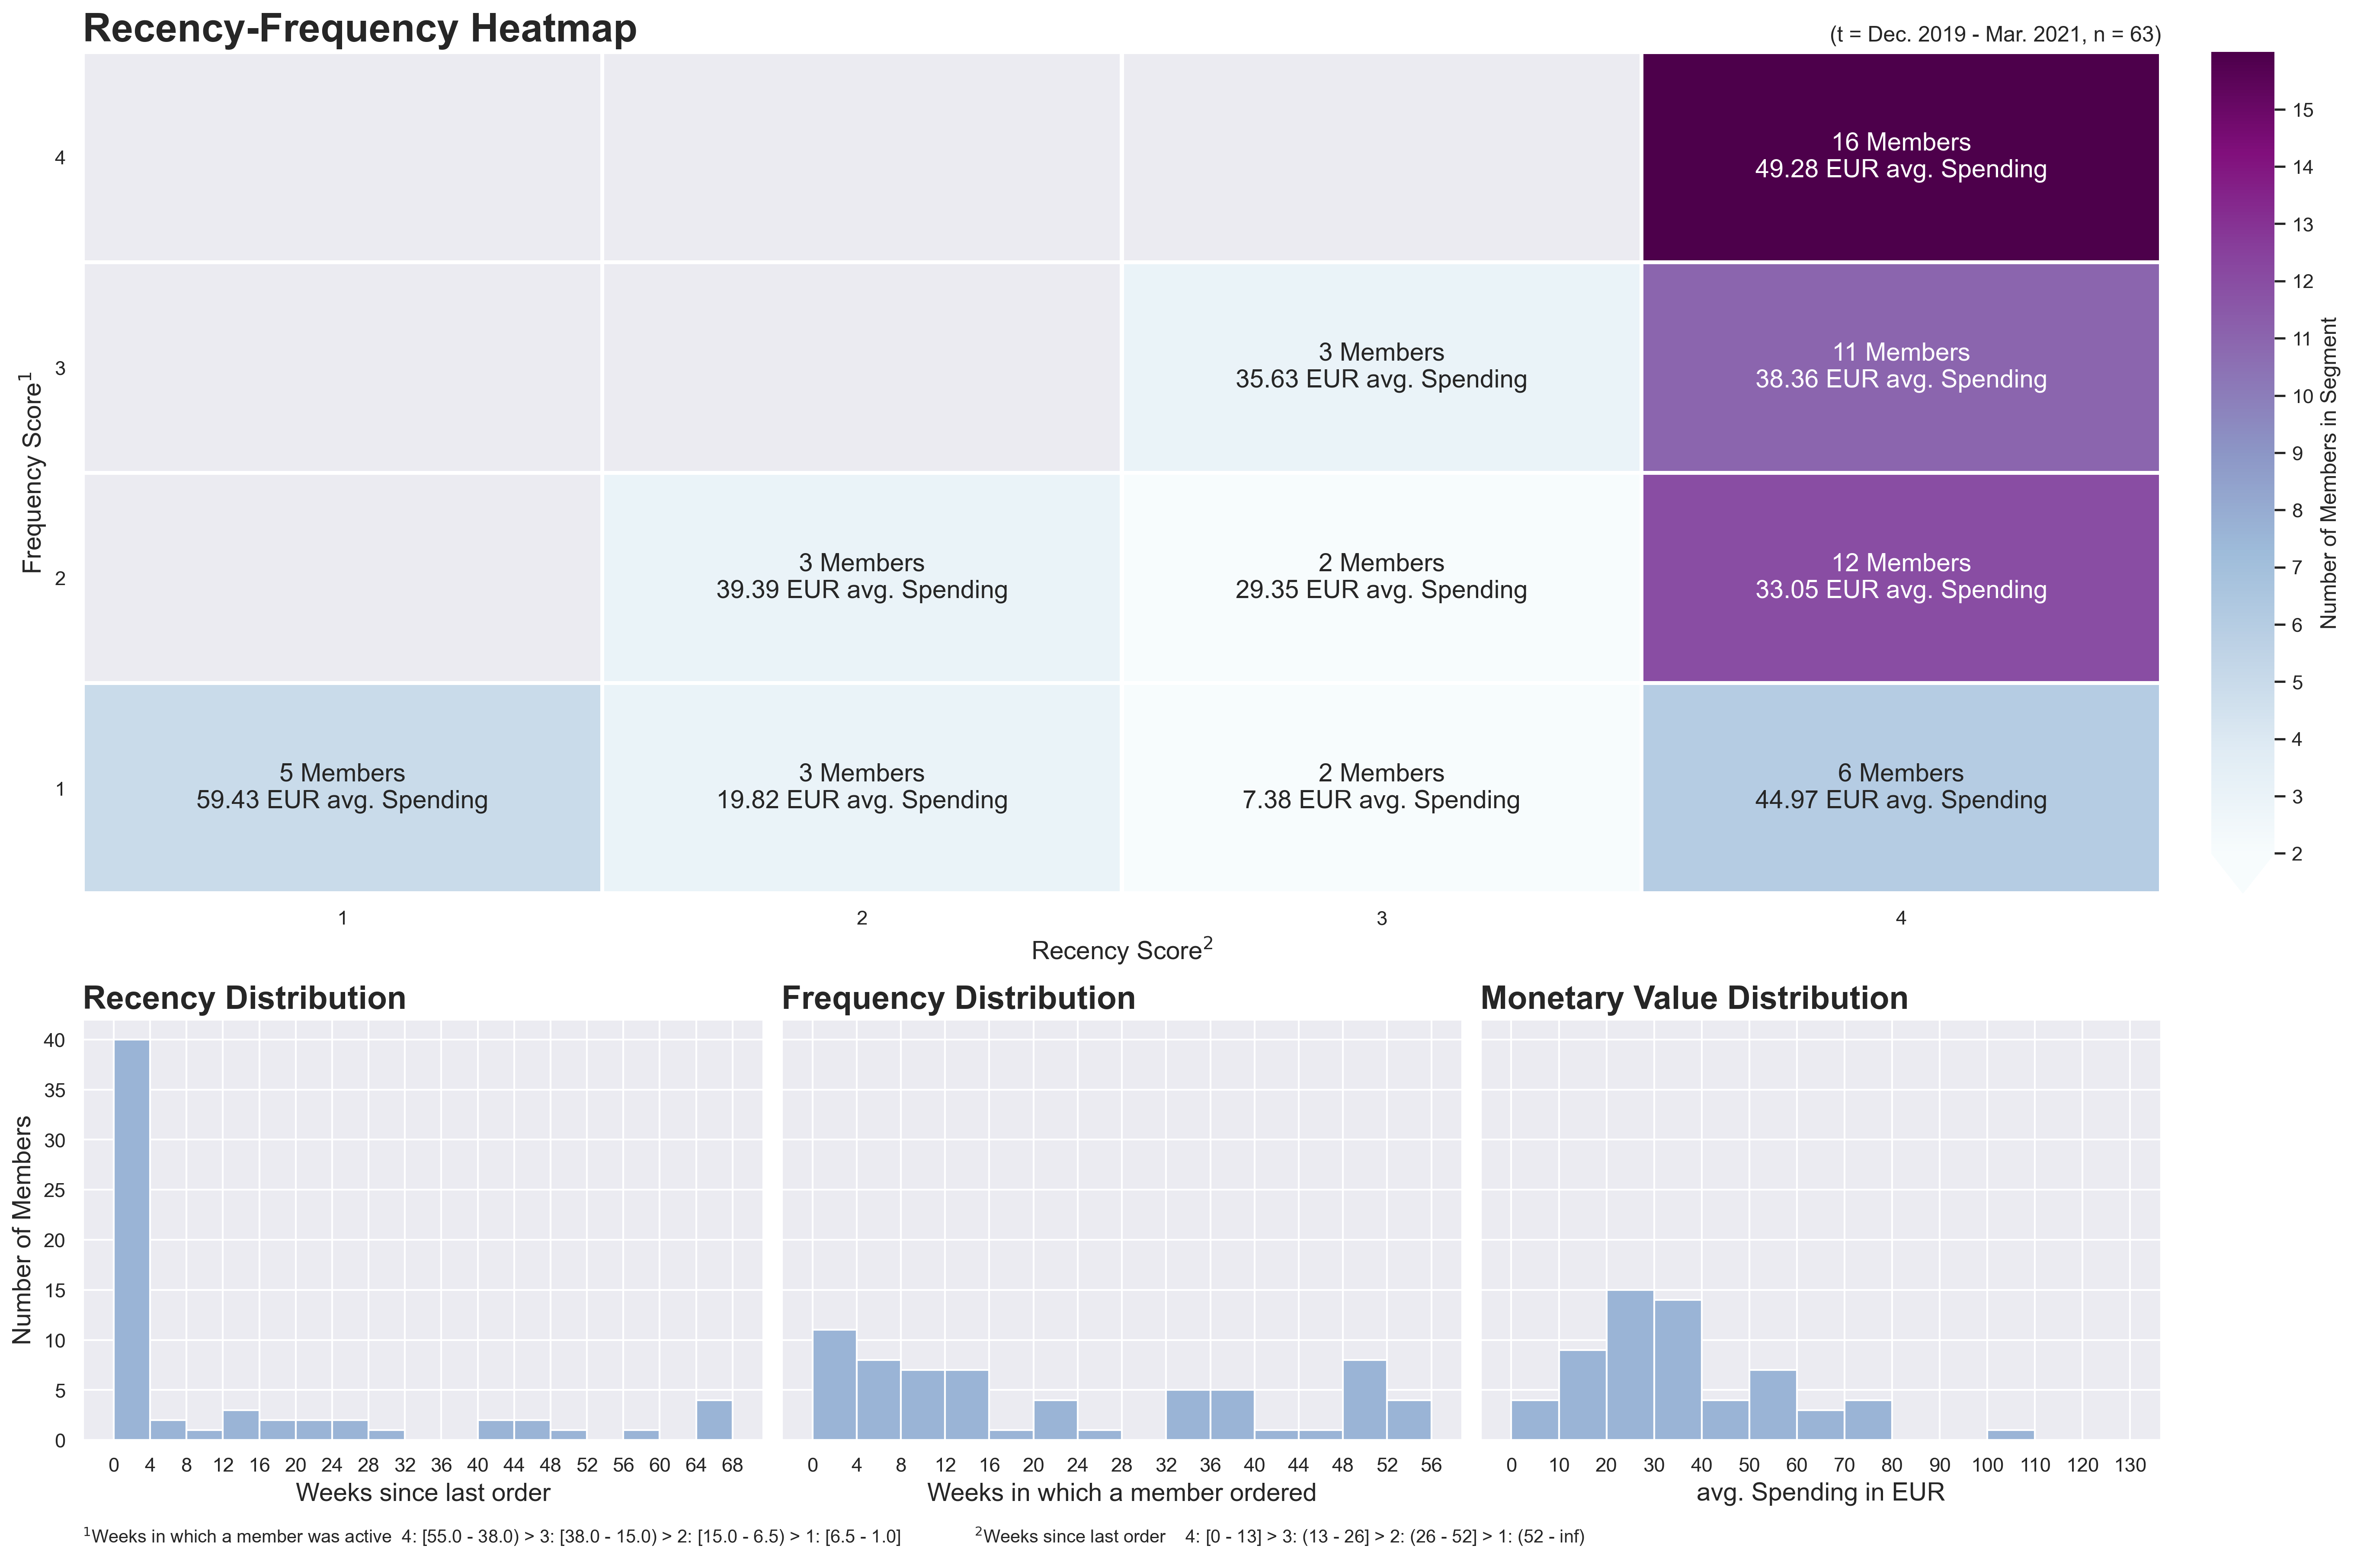 Recency-Frequency Heatmap
(t = Dec. 2019 - Mar. 2021, n = 63)
Frequency Score¹
4
16 Members
49.28 EUR avg. Spending
3
3 Members
35.63 EUR avg. Spending
11 Members
38.36 EUR avg. Spending
2
3 Members
39.39 EUR avg. Spending
2 Members
29.35 EUR avg. Spending
12 Members
33.05 EUR avg. Spending
1
5 Members
59.43 EUR avg. Spending
3 Members
19.82 EUR avg. Spending
2 Members
7.38 EUR avg. Spending
6 Members
44.97 EUR avg. Spending
1 2 3 4
Recency Score²
15
14
13
12
11
10
9
8
7
6
5
4
3
2
Number of Members in Segment
Recency Distribution
Number of Members
40
35
30
25
20
15
10
5
0
0 4 8 12 16 20 24 28 32 36 40 44 48 52 56 60 64 68
Weeks since last order
Frequency Distribution
0 4 8 12 16 20 24 28 32 36 40 44 48 52 56
Weeks in which a member ordered
Monetary Value Distribution
0 10 20 30 40 50 60 70 80 90 100 110 120 130
avg. Spending in EUR
¹Weeks in which a member was active 4: [55.0 - 38.0) > 3: [38.0 - 15.0) > 2: [15.0 - 6.5) > 1: [6.5 - 1.0]
²Weeks since last order 4: [0 - 13] > 3: (13 - 26] > 2: (26 - 52] > 1: (52 - inf)